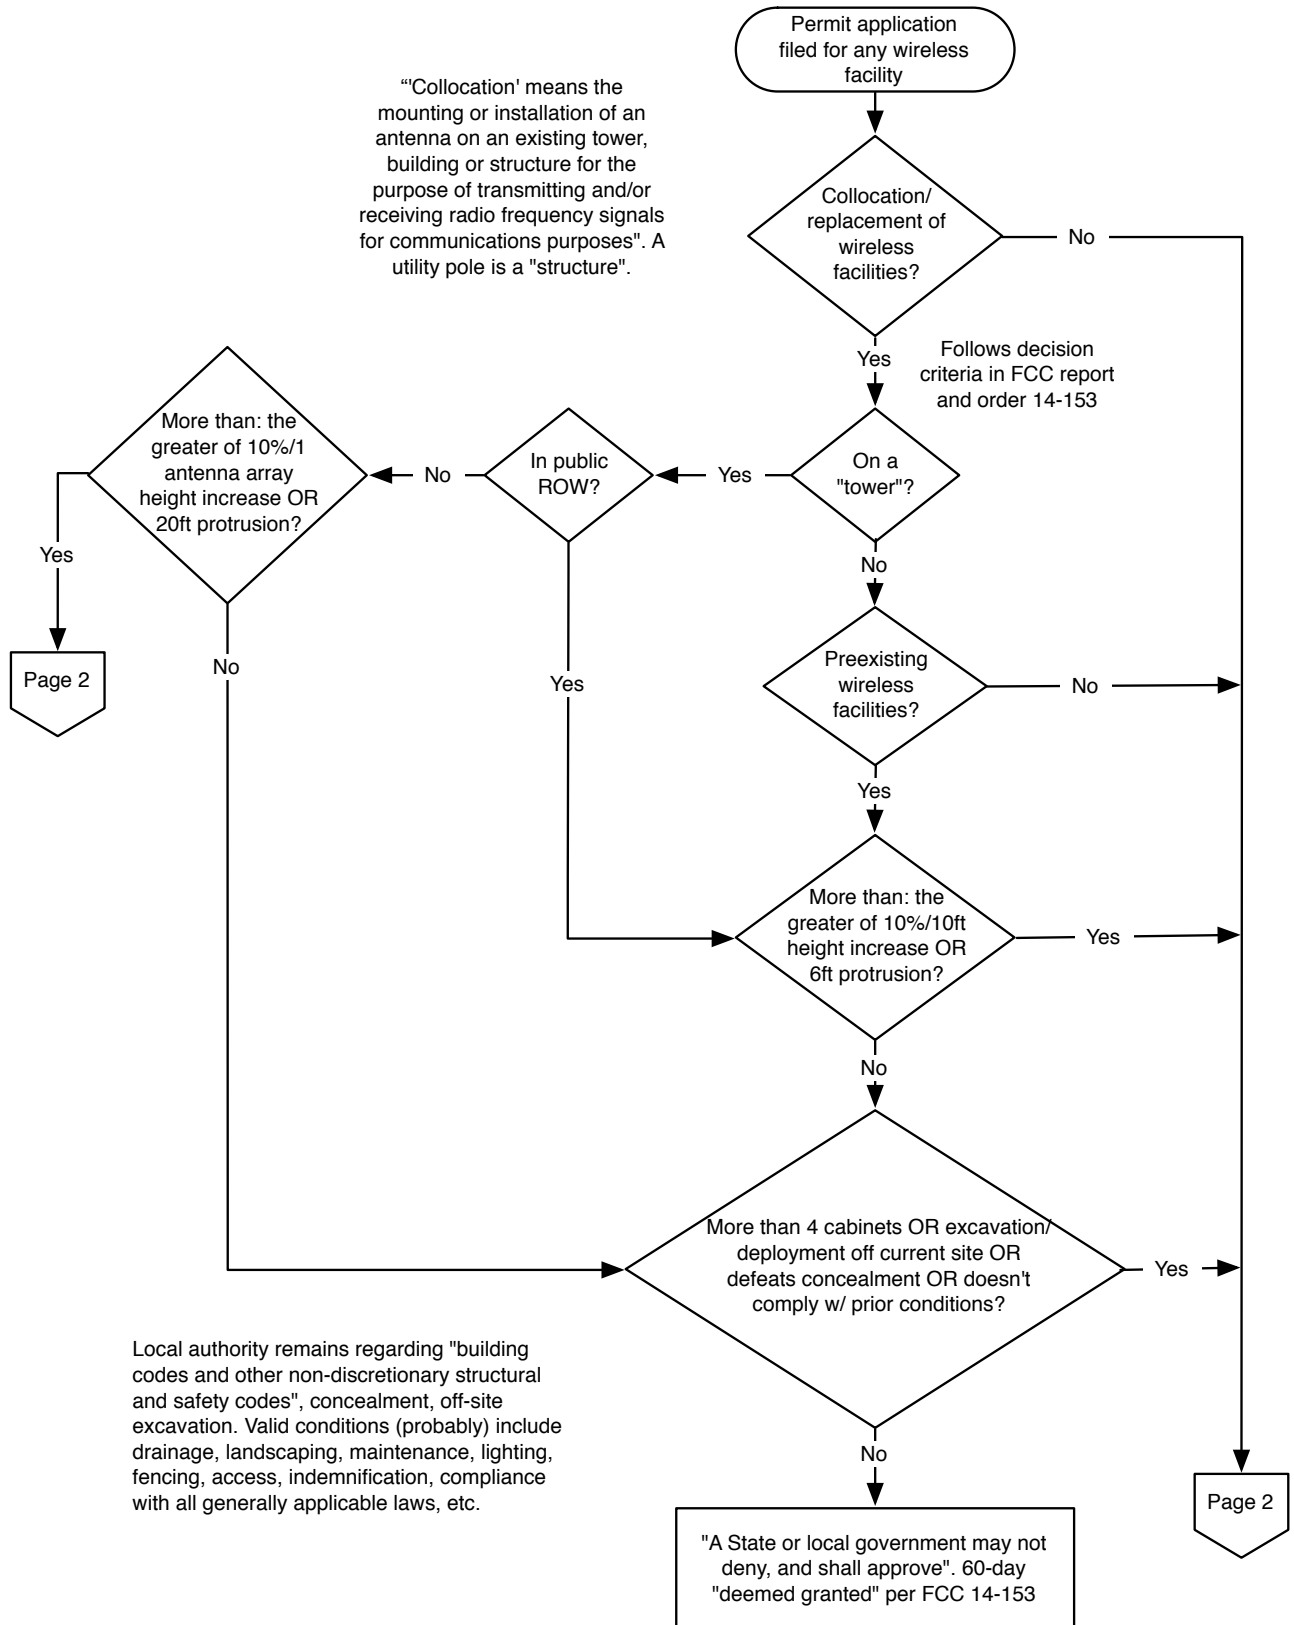 Permit application
filed for any wireless
facility
“'Collocation' means the
mounting or installation of an
antenna on an existing tower,
building or structure for the
purpose of transmitting and/or
receiving radio frequency signals
for communications purposes". A
utility pole is a "structure".
Collocation/
replacement of
wireless
facilities?
No
Yes
Follows decision
criteria in FCC report
and order 14-153
More than: the
greater of 10%/1
antenna array
height increase OR
20ft protrusion?
No
In public
ROW?
Yes
On a
"tower"?
Yes
No
Page 2
No
Yes
Preexisting
wireless
facilities?
No
Yes
More than: the
greater of 10%/10ft
height increase OR
6ft protrusion?
Yes
No
More than 4 cabinets OR excavation/
deployment off current site OR
defeats concealment OR doesn't
comply w/ prior conditions?
Yes
Local authority remains regarding "building
codes and other non-discretionary structural
and safety codes", concealment, off-site
excavation. Valid conditions (probably) include
drainage, landscaping, maintenance, lighting,
fencing, access, indemnification, compliance
with all generally applicable laws, etc.
No
Page 2
"A State or local government may not
deny, and shall approve". 60-day
"deemed granted" per FCC 14-153